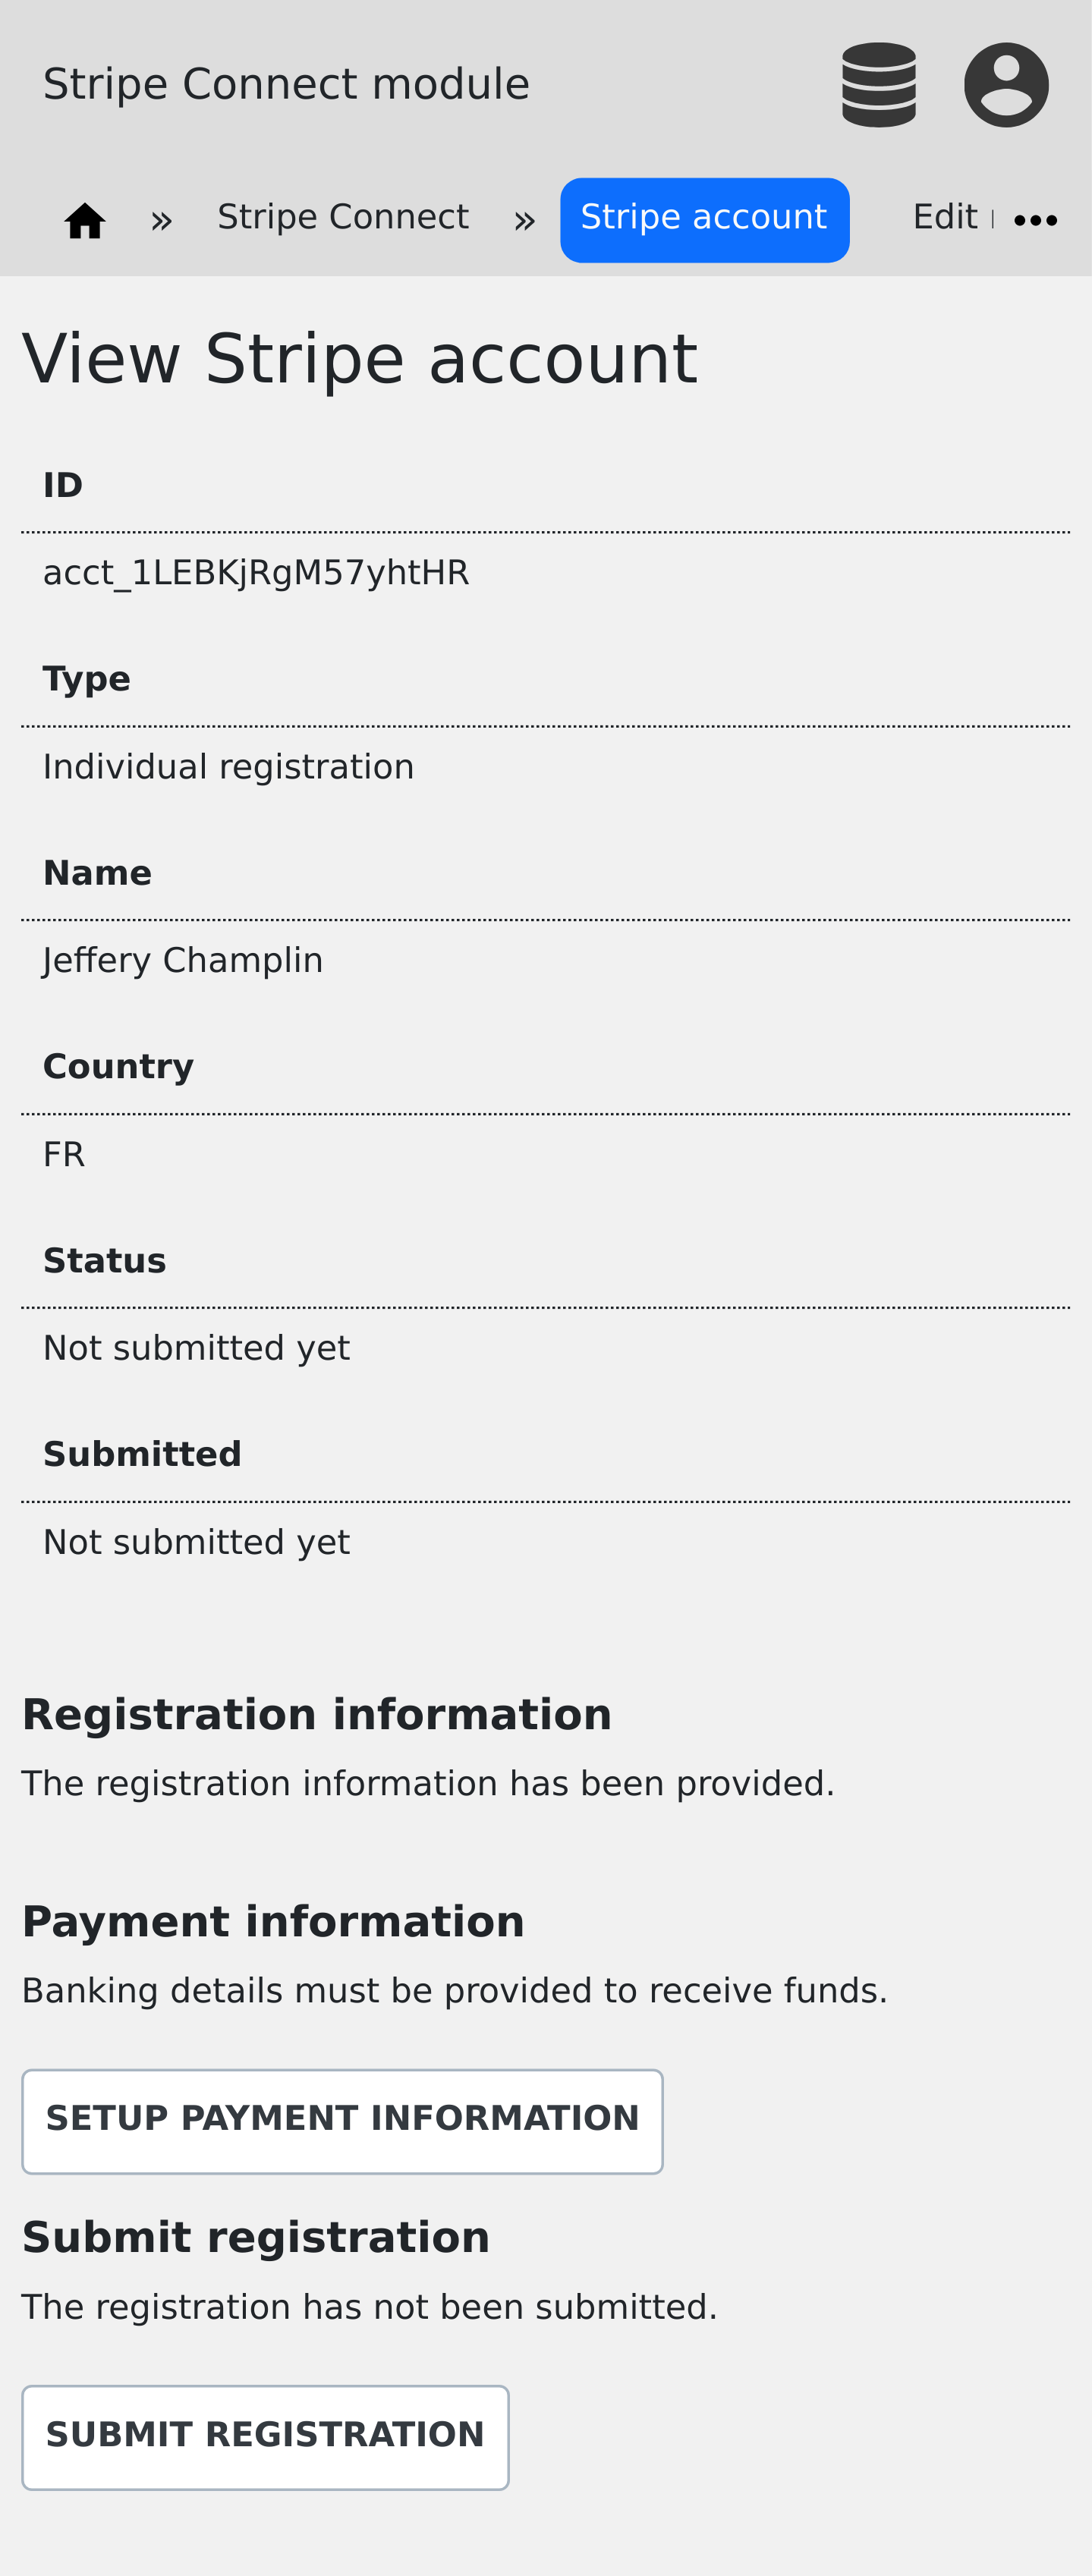 Stripe Connect module
» Stripe Connect » Stripe account Edit
View Stripe account
ID
acct_1LEBKjRgM57yhtHR
Type
Individual registration
Name
Jeffery Champlin
Country
FR
Status
Not submitted yet
Submitted
Not submitted yet
Registration information
The registration information has been provided.
Payment information
Banking details must be provided to receive funds.
SETUP PAYMENT INFORMATION
Submit registration
The registration has not been submitted.
SUBMIT REGISTRATION